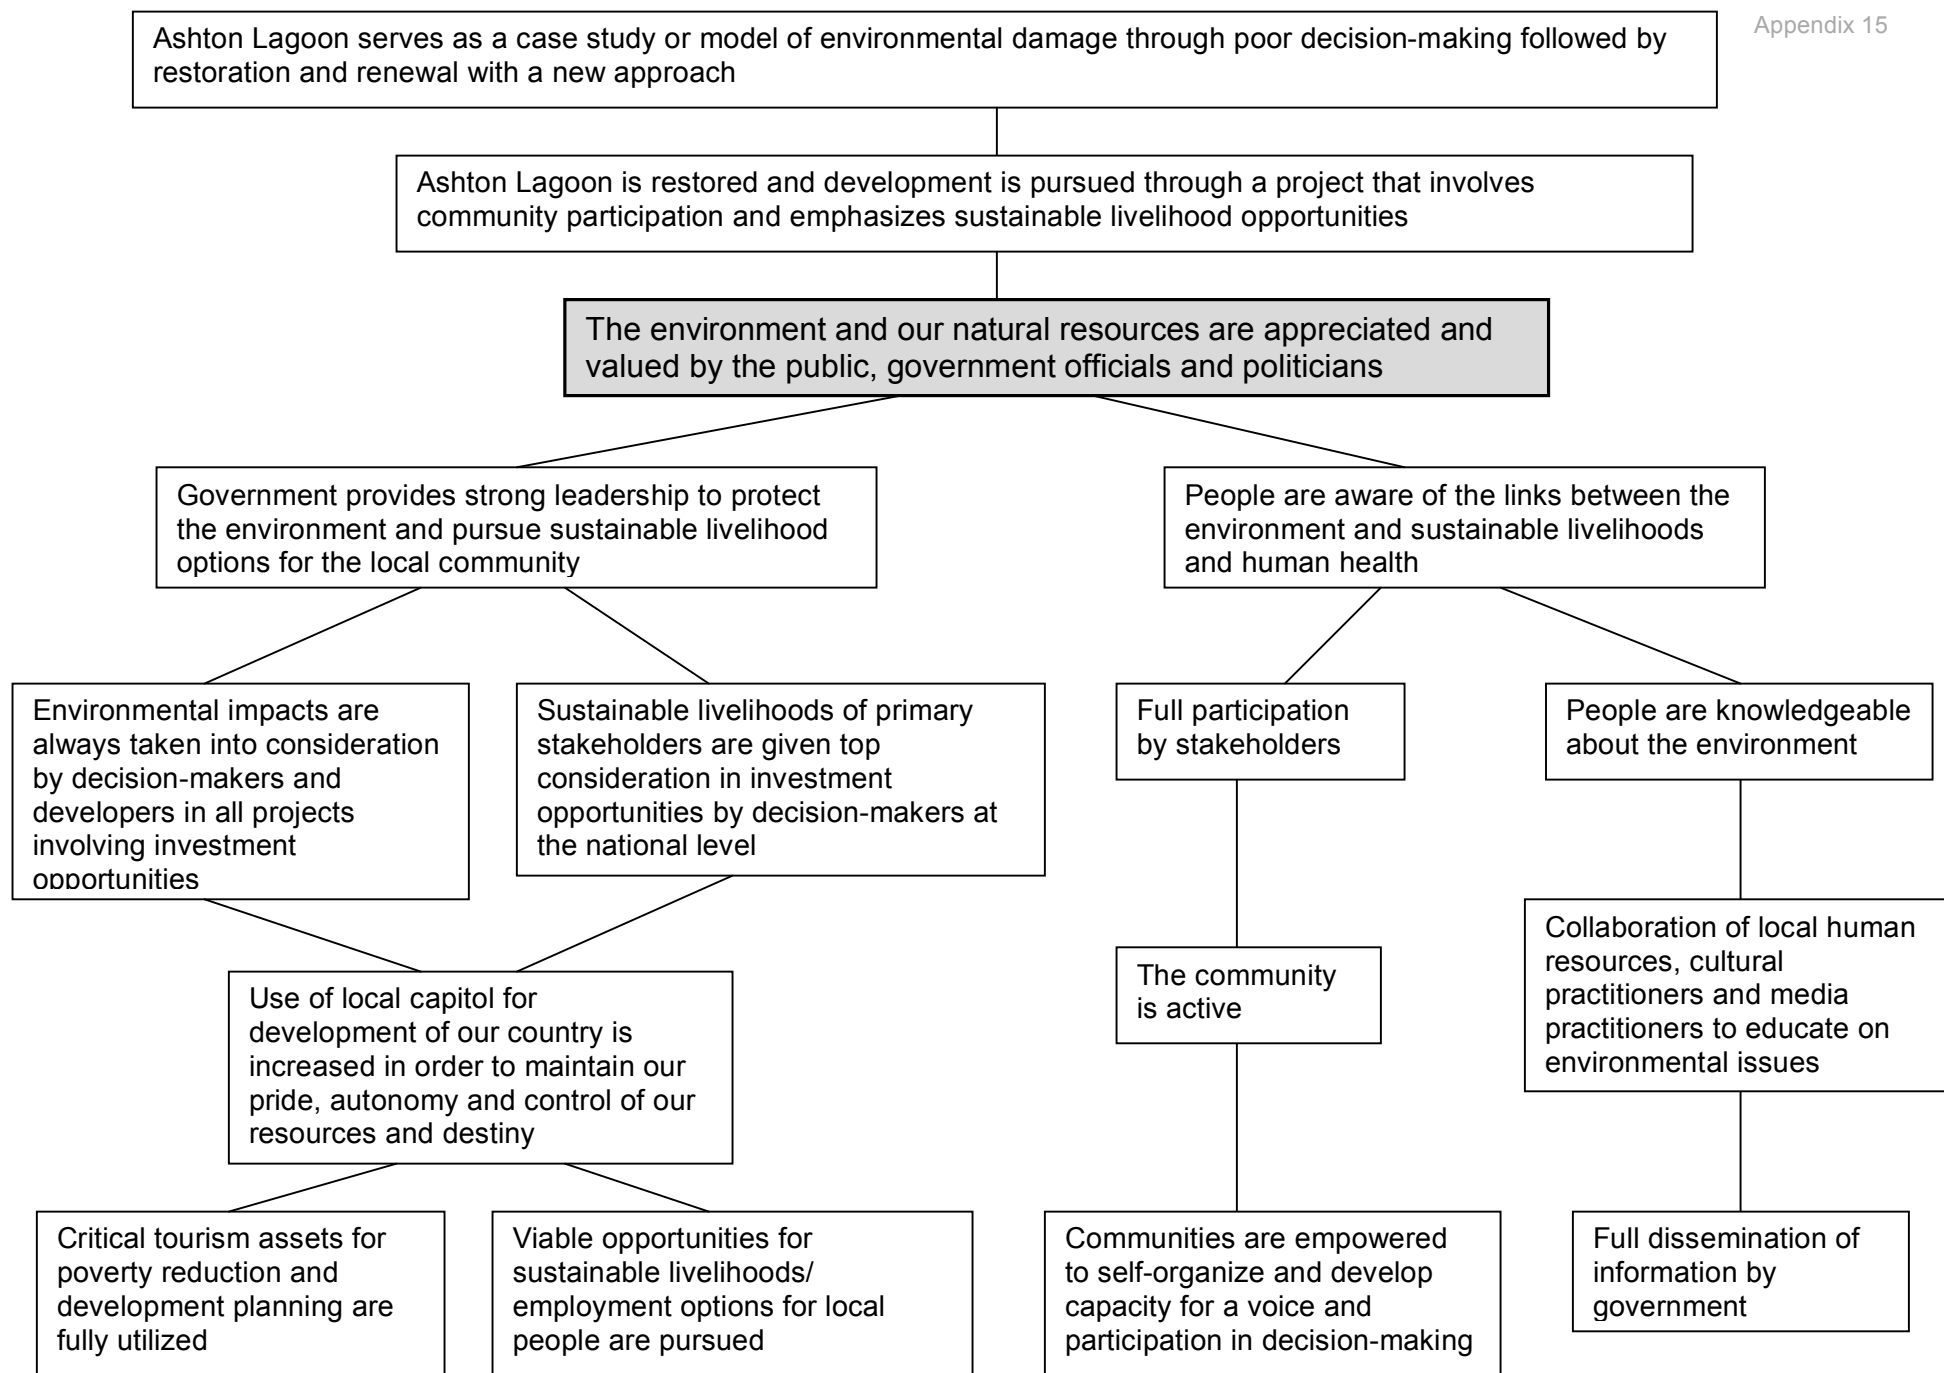 Appendix 15
Ashton Lagoon serves as a case study or model of environmental damage through poor decision-making followed by
restoration and renewal with a new approach
Ashton Lagoon is restored and development is pursued through a project that involves
community participation and emphasizes sustainable livelihood opportunities
The environment and our natural resources are appreciated and
valued by the public, government officials and politicians
Government provides strong leadership to protect
the environment and pursue sustainable livelihood
options for the local community
People are aware of the links between the
environment and sustainable livelihoods
and human health
Environmental impacts are
always taken into consideration
by decision-makers and
developers in all projects
involving investment
opportunities
Sustainable livelihoods of primary
stakeholders are given top
consideration in investment
opportunities by decision-makers at
the national level
Full participation
by stakeholders
People are knowledgeable
about the environment
Use of local capitol for
development of our country is
increased in order to maintain our
pride, autonomy and control of our
resources and destiny
The community
is active
Collaboration of local human
resources, cultural
practitioners and media
practitioners to educate on
environmental issues
Critical tourism assets for
poverty reduction and
development planning are
fully utilized
Viable opportunities for
sustainable livelihoods/
employment options for local
people are pursued
Communities are empowered
to self-organize and develop
capacity for a voice and
participation in decision-making
Full dissemination of
information by
government